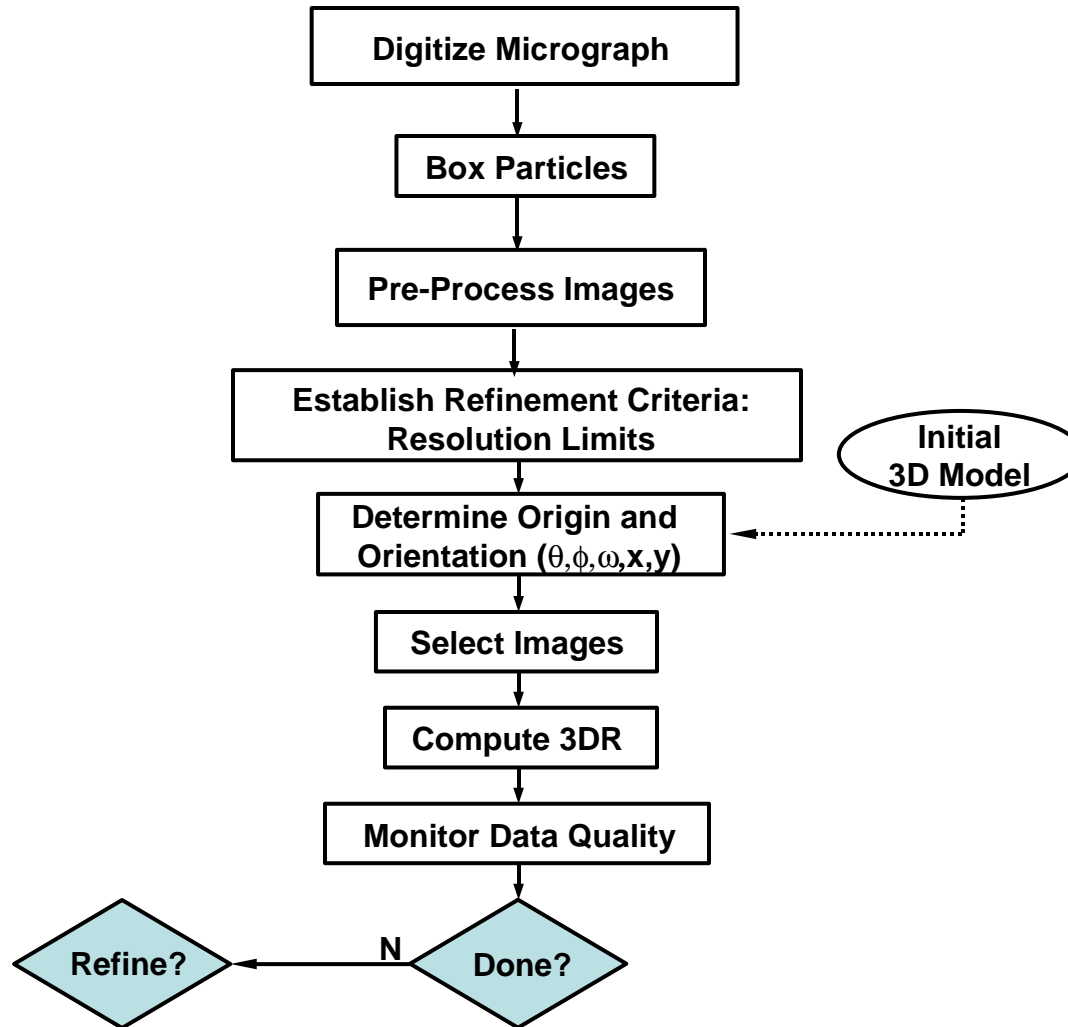 Digitize Micrograph
Box Particles
Pre-Process Images
Establish Refinement Criteria:
Resolution Limits
Initial
3D Model
Determine Origin and
Orientation (θ,ϕ,ω,x,y)
Select Images
Compute 3DR
Monitor Data Quality
Refine?
N
Done?